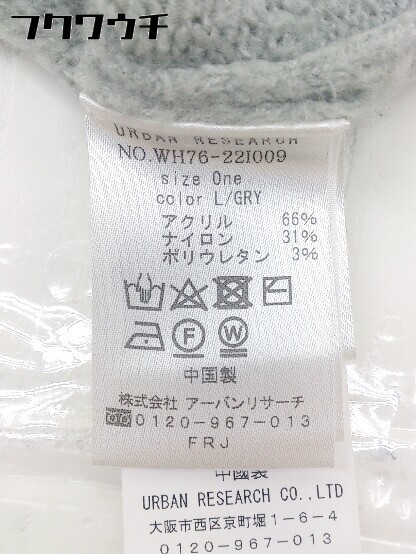 フクワウチ
URBAN RESEARCH
NO.WH76-22I009
size One
color L/GRY
アクリル 66%
ナイロン 31%
ポリウレタン 3%
F W
中国製
株式会社 アーバンリサーチ
0120-967-013
FRJ
中國製
URBAN RESEARCH CO.,LTD
大阪市西区京町堀1-6-4
0120-967-013